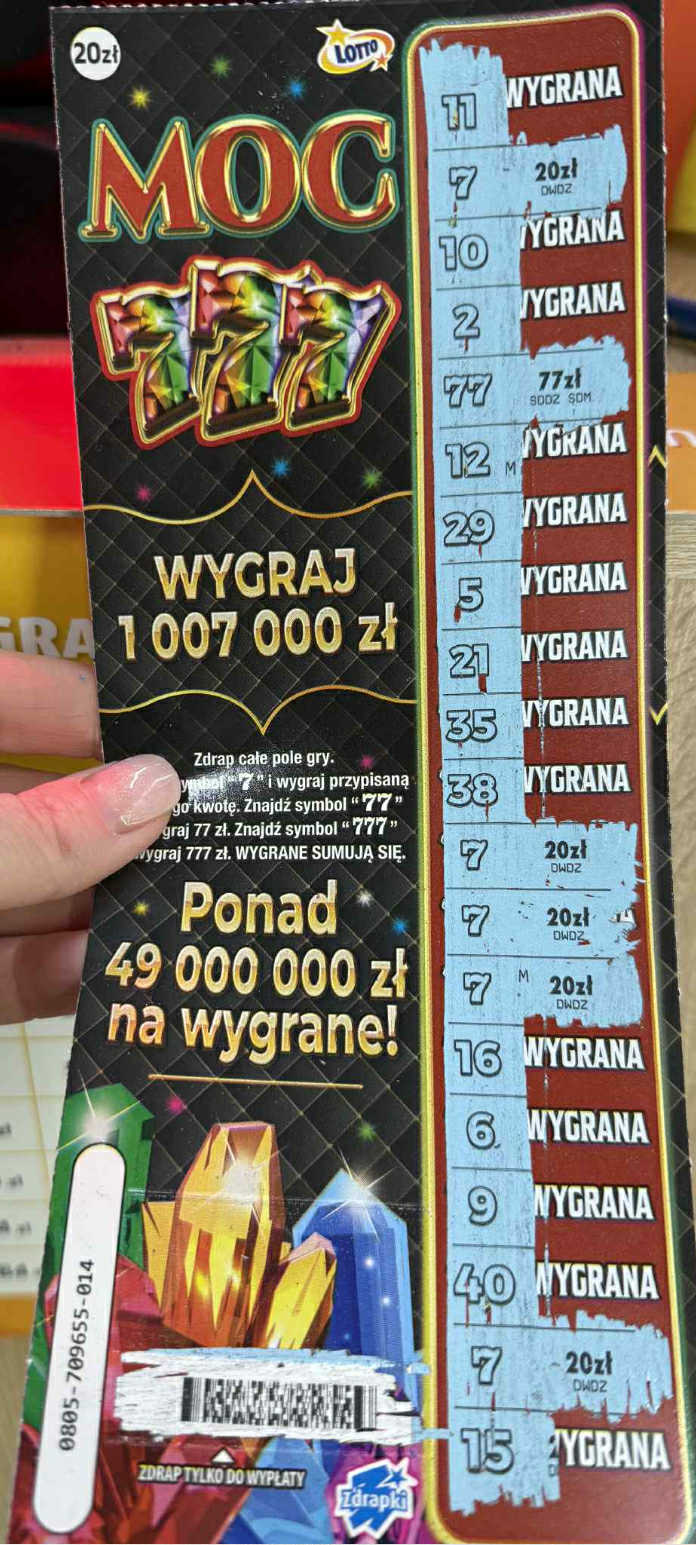 20zł
LOTTO
MOC
777
WYGRAJ
1 007 000 zł
Zdrap całe pole gry.
"7" i wygraj przypisaną
go kwotę. Znajdź symbol "77"
graj 77 zł. Znajdź symbol "777"
wygraj 777 zł. WYGRANE SUMUJĄ SIĘ.
Ponad
49 000 000 zł
na wygrane!
0805-709655-014
ZDRAP TYLKO DO WYPŁATY
Zdrapki
11 WYGRANA
7 20zł
DWDZ
10 WYGRANA
2 WYGRANA
77 77zł
SDDZ SDM
12 M WYGRANA
29 WYGRANA
5 WYGRANA
21 WYGRANA
35 WYGRANA
38 WYGRANA
7 20zł
DWDZ
7 20zł
DWDZ
7 M 20zł
DWDZ
16 WYGRANA
6 WYGRANA
9 WYGRANA
40 WYGRANA
7 20zł
DWDZ
15 WYGRANA